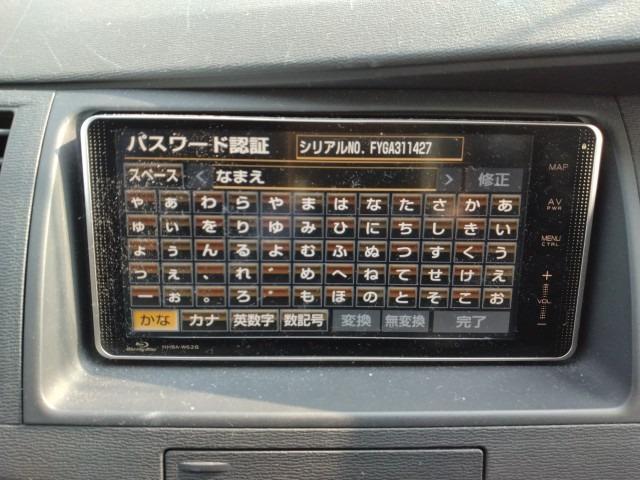 パスワード認証 シリアルNO. FYGA311427
スペース < なまえ > 修正
ゃ ぁ わ ら や ま は な た さ か あ
ゅ ぃ を り ゆ み ひ に ち し き い
ょ ぅ ん る よ む ふ ぬ つ す く う
っ ぇ 、 れ ゛ め へ ね て せ け え
ー ぉ 。 ろ ゜ も ほ の と そ こ お
かな カナ 英数字 数記号 変換 無変換 完了
MAP
AV
PWR
MENU
CTRL
+
VOL
−
Blu-ray Disc NHBA-W62G